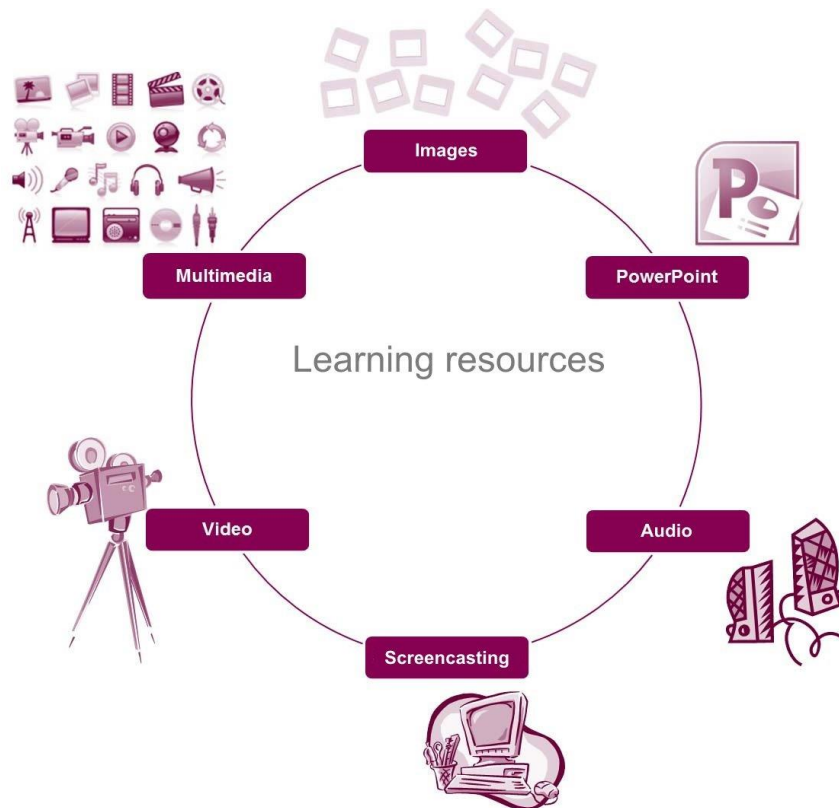 Images
PowerPoint
Multimedia
Learning resources
Video
Audio
Screencasting
P